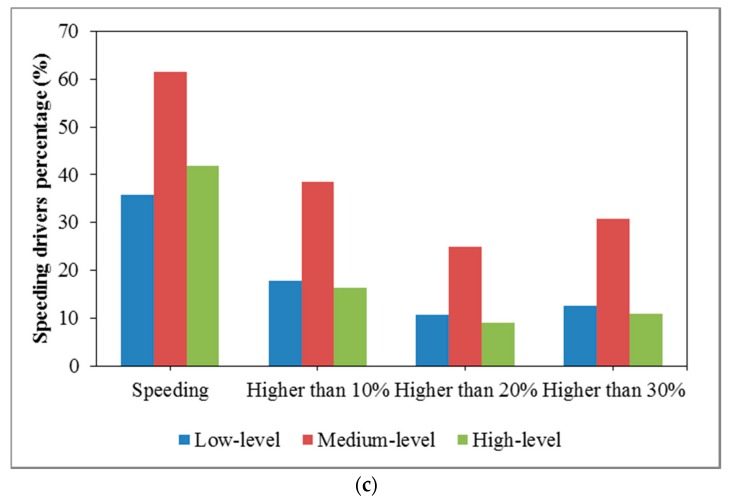 Speeding drivers percentage (%)
70
60
50
40
30
20
10
0
Speeding Higher than 10% Higher than 20% Higher than 30%
Low-level Medium-level High-level
(c)